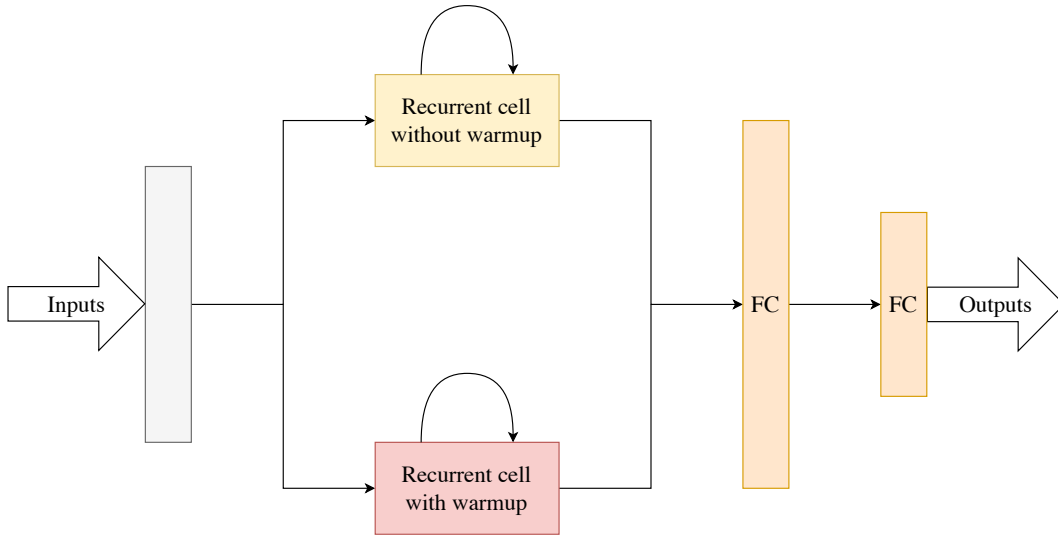 Recurrent cell
without warmup
Inputs
FC
FC
Outputs
Recurrent cell
with warmup